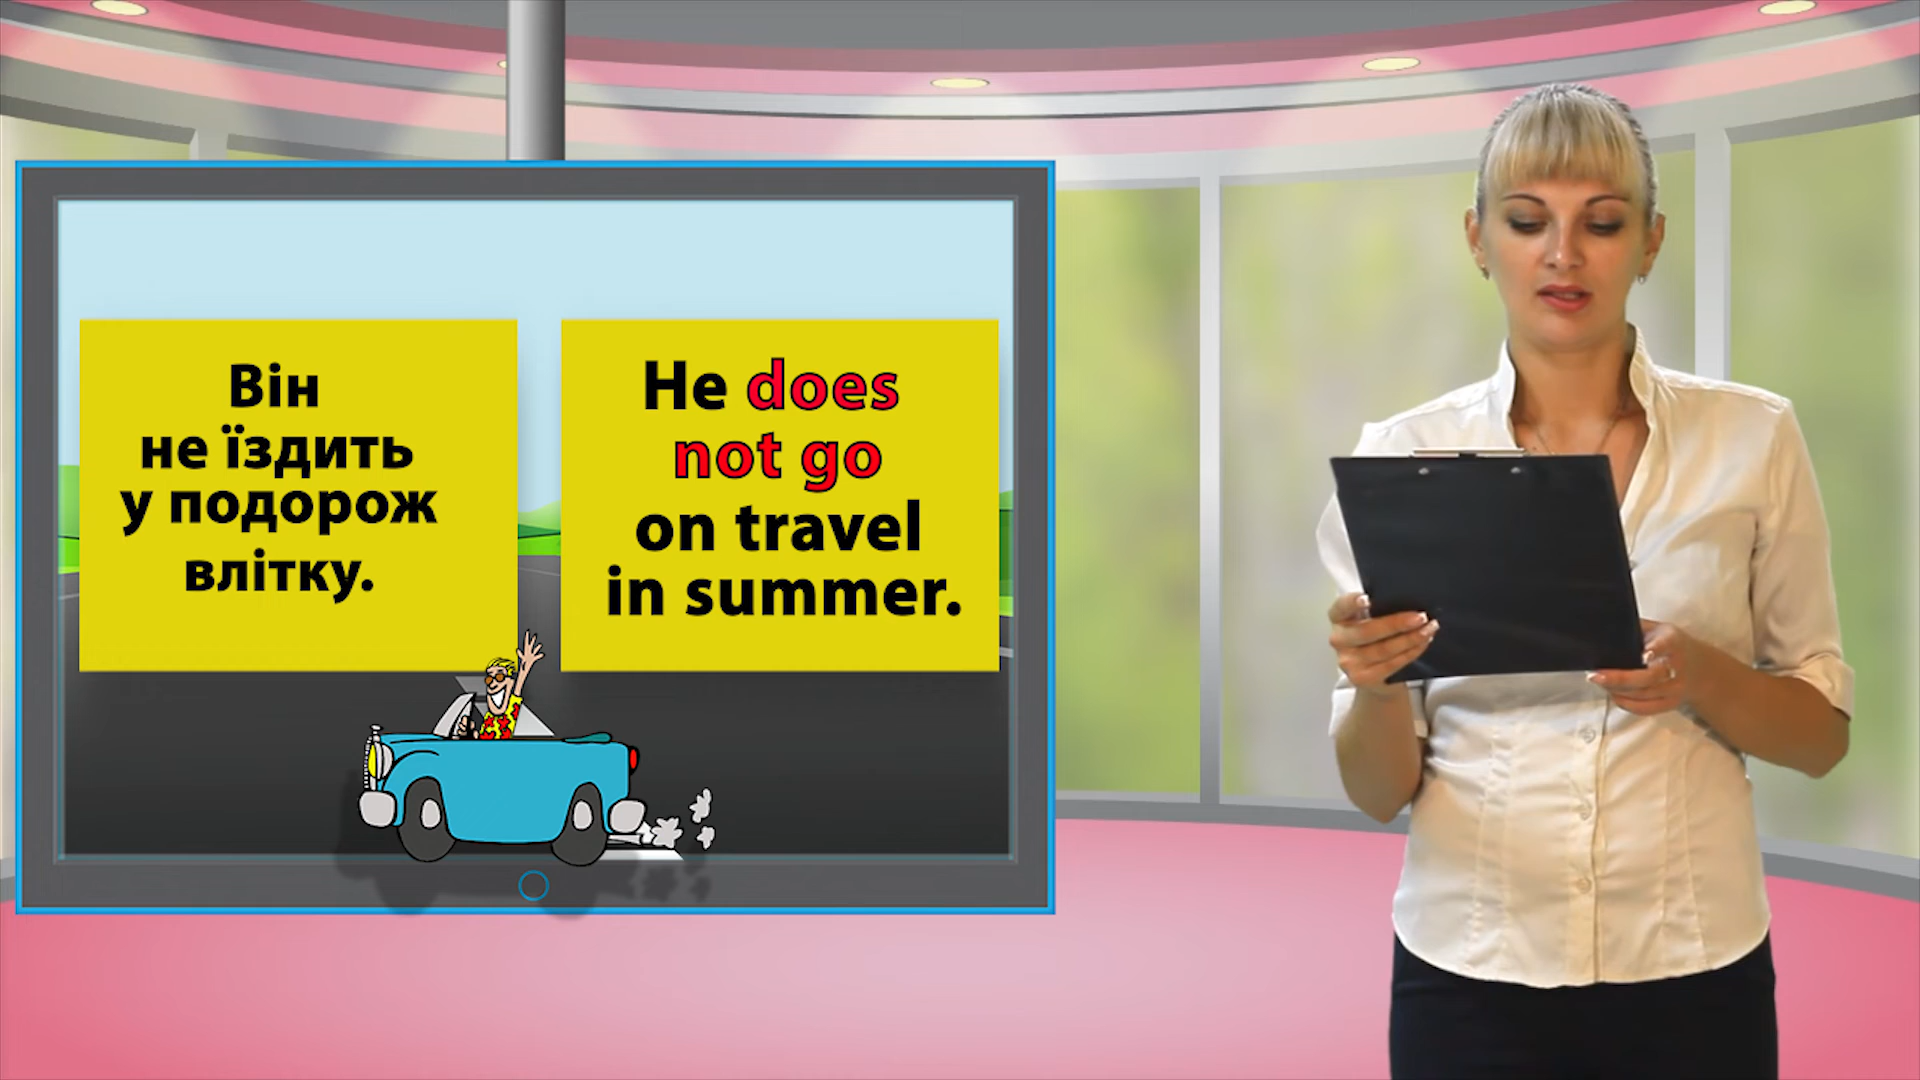 Він
не їздить
у подорож
влітку.
He does
not go
on travel
in summer.